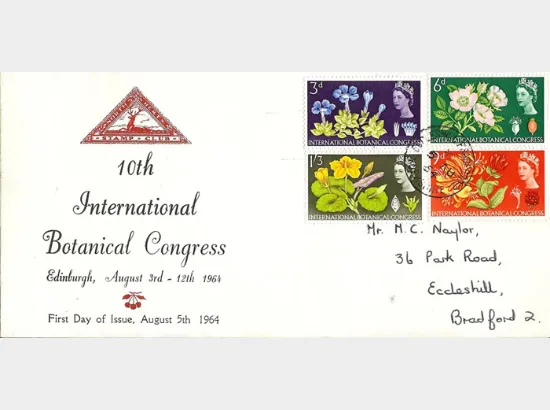 STAMP CLUB
10th
International
Botanical Congress
Edinburgh, August 3rd - 12th 1964
First Day of Issue, August 5th 1964
3d
INTERNATIONAL BOTANICAL CONGRESS
6d
INTERNATIONAL BOTANICAL CONGRESS
1/3
INTERNATIONAL BOTANICAL CONGRESS
9d
INTERNATIONAL BOTANICAL CONGRESS
Mr. M.C. Naylor,
36 Park Road,
Eccleshill,
Bradford 2.